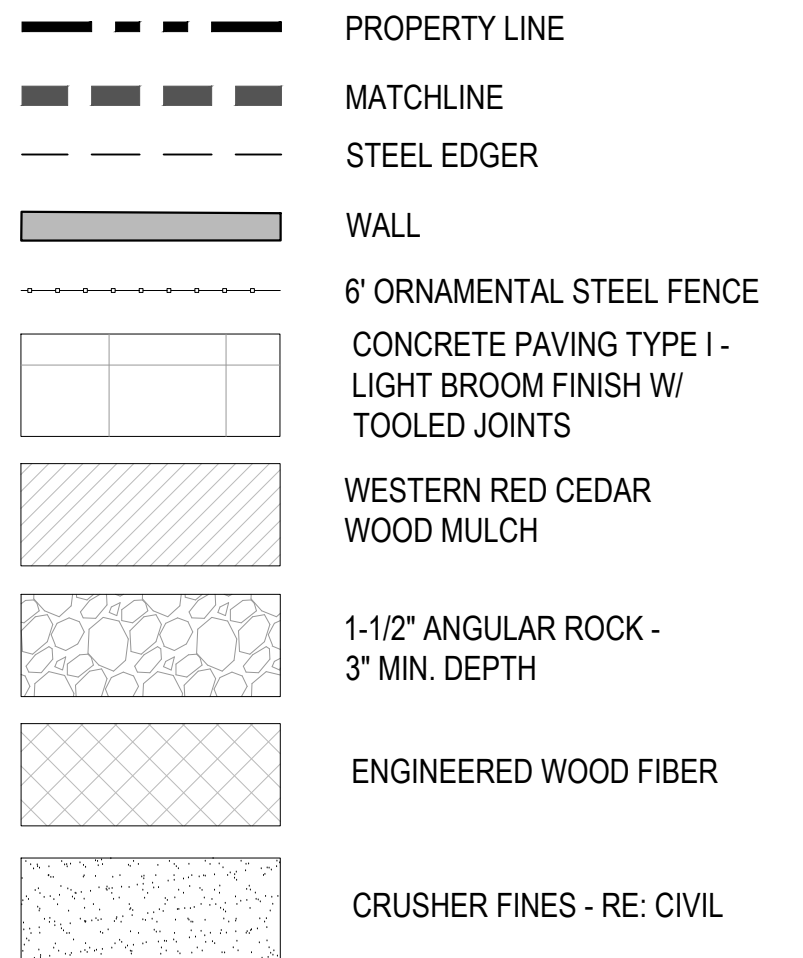 PROPERTY LINE
MATCHLINE
STEEL EDGER
WALL
6' ORNAMENTAL STEEL FENCE
CONCRETE PAVING TYPE I -
LIGHT BROOM FINISH W/
TOOLED JOINTS
WESTERN RED CEDAR
WOOD MULCH
1-1/2" ANGULAR ROCK -
3" MIN. DEPTH
ENGINEERED WOOD FIBER
CRUSHER FINES - RE: CIVIL